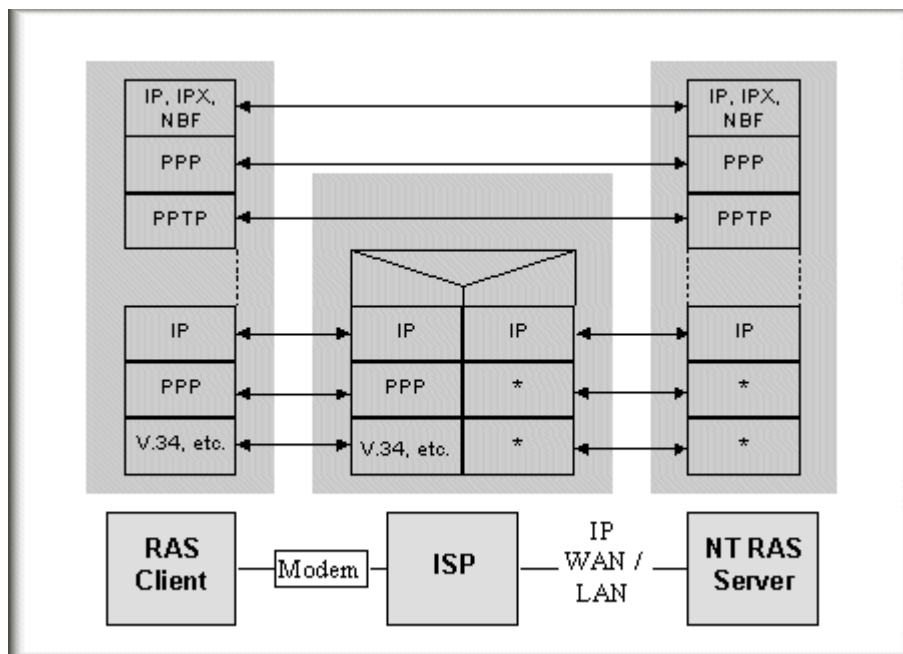 IP, IPX,
NBF
IP, IPX,
NBF
PPP
PPP
PPTP
PPTP
IP
IP
IP
IP
PPP
PPP
*
*
V.34, etc.
V.34, etc.
*
*
RAS
Client
Modem
ISP
IP
WAN /
LAN
NT RAS
Server